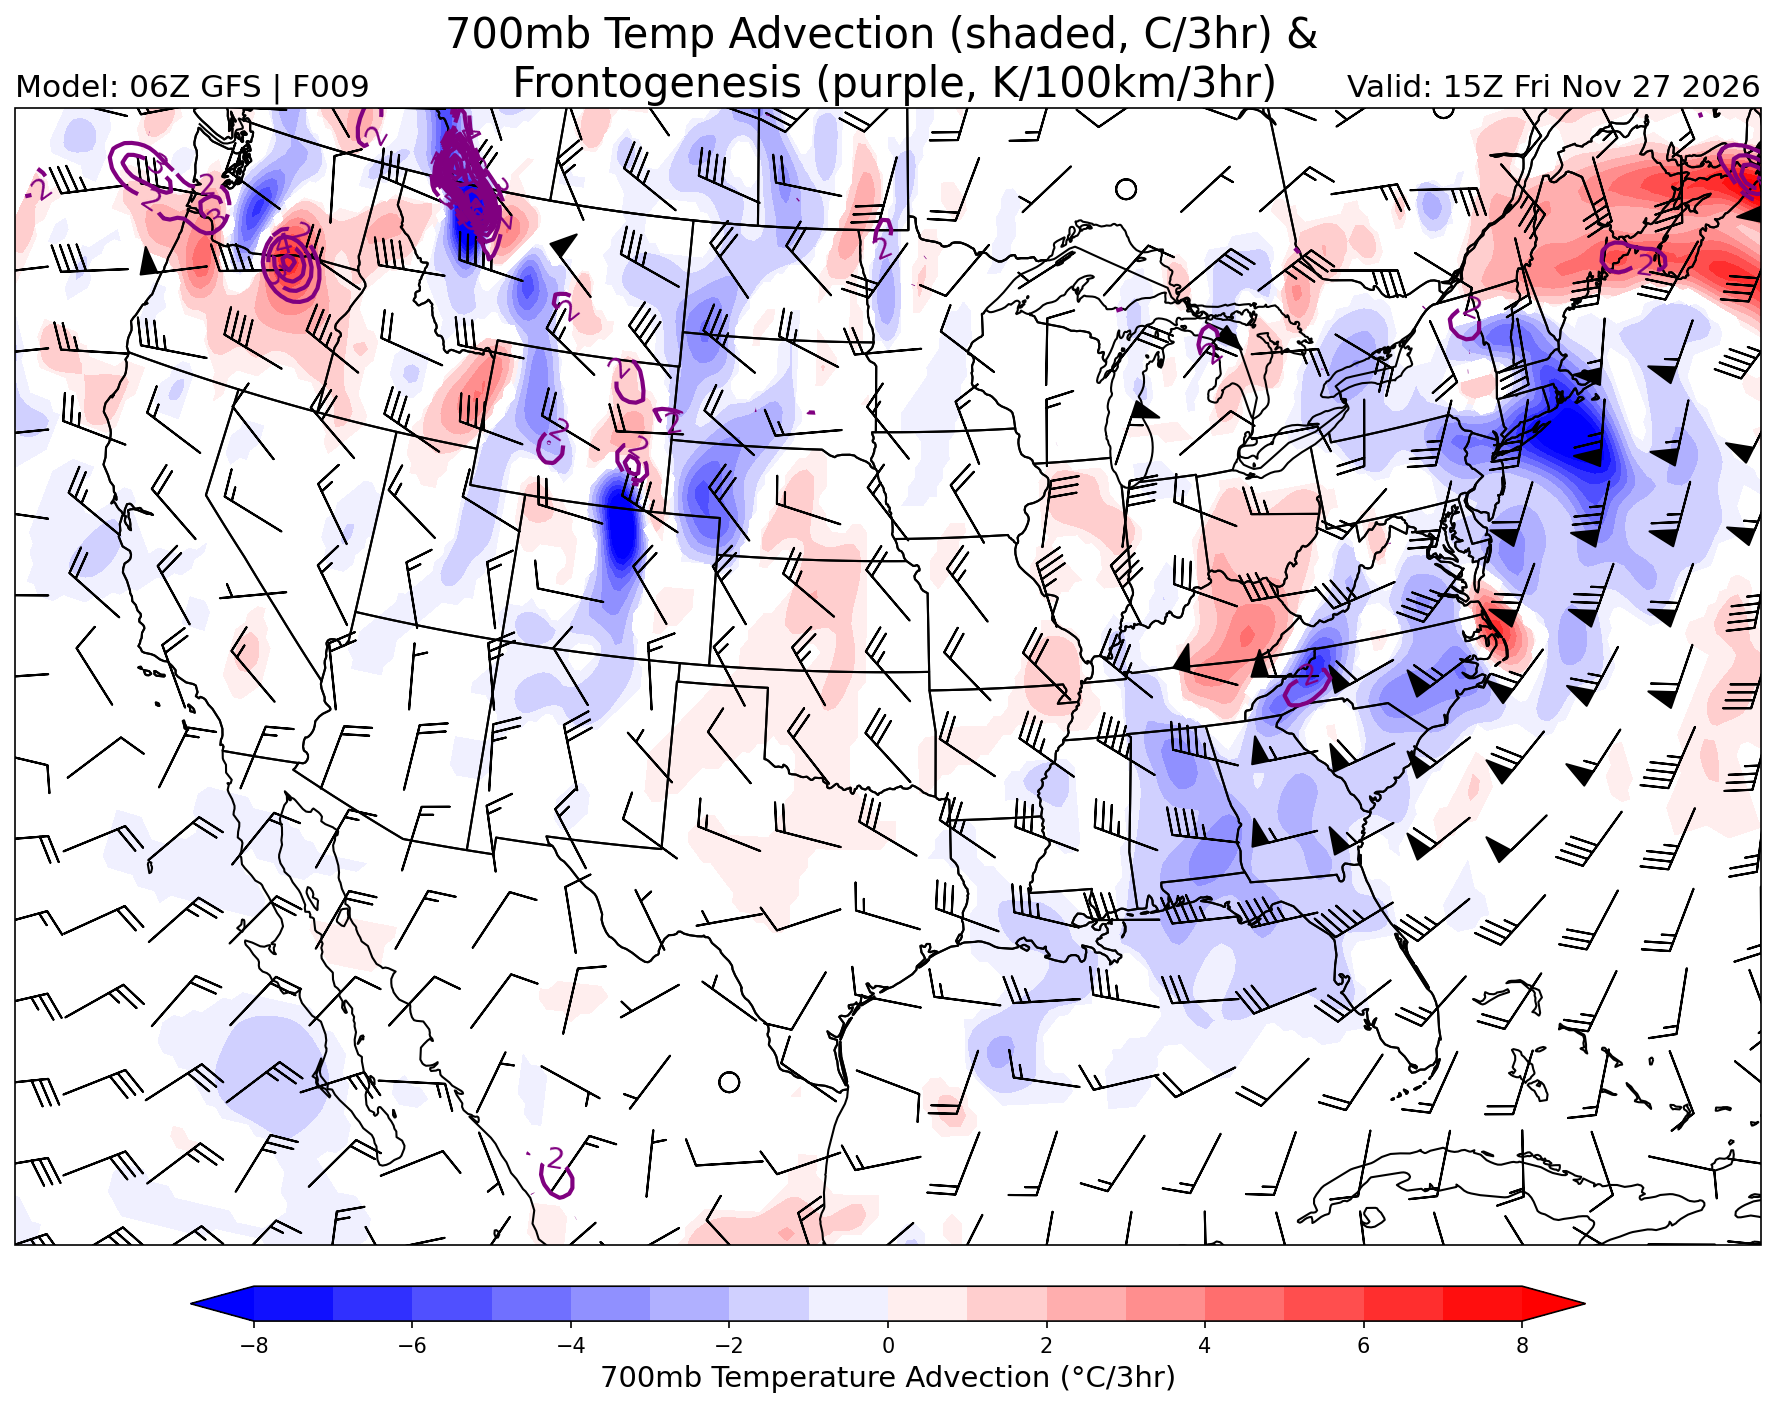 700mb Temp Advection (shaded, C/3hr) &
Model: 06Z GFS | F009 Frontogenesis (purple, K/100km/3hr) Valid: 15Z Fri Nov 27 2026
−8 −6 −4 −2 0 2 4 6 8
700mb Temperature Advection (°C/3hr)